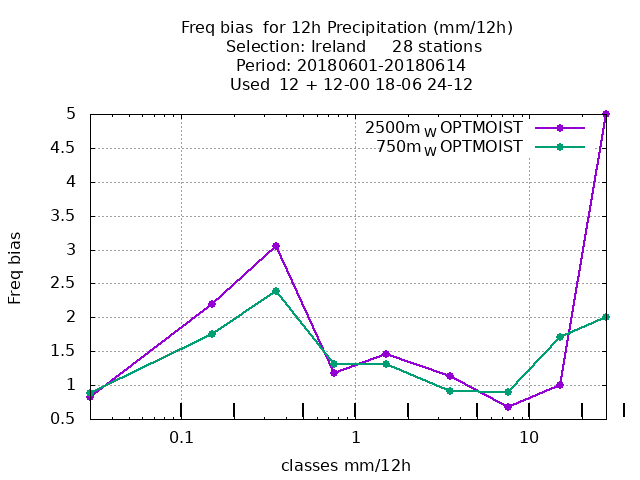 Freq bias  for 12h Precipitation (mm/12h)
Selection: Ireland     28 stations
Period: 20180601-20180614
Used  12 + 12-00 18-06 24-12
2500m W OPTMOIST
750m W OPTMOIST
5
4.5
4
3.5
3
2.5
2
1.5
1
0.5
Freq bias
0.1 1 10
classes mm/12h